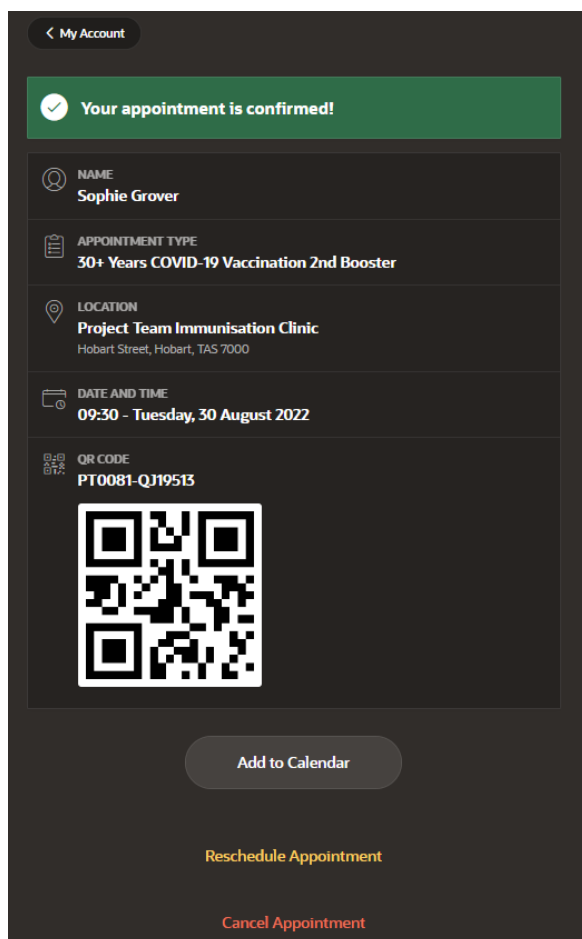 My Account
Your appointment is confirmed!
NAME
Sophie Grover
APPOINTMENT TYPE
30+ Years COVID-19 Vaccination 2nd Booster
LOCATION
Project Team Immunisation Clinic
Hobart Street, Hobart, TAS 7000
DATE AND TIME
09:30 - Tuesday, 30 August 2022
QR CODE
PT0081-QJ19513
Add to Calendar
Reschedule Appointment
Cancel Appointment